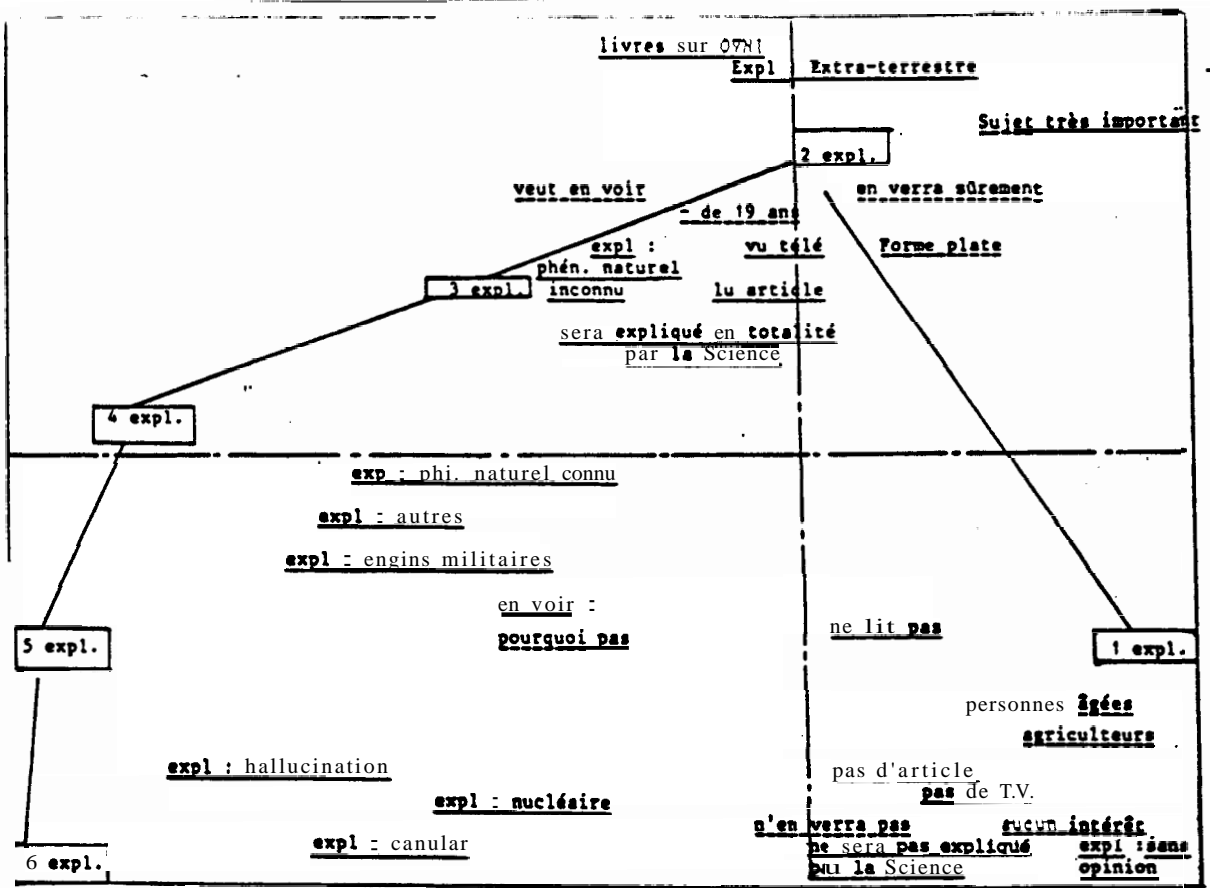 livres sur
Expl Extra-terrestre
Sujet très important
2 expl.
veut en voir
en verra sûrement
- de 19 ans
expl :
vu télé
Forme plate
phén. naturel
3 expl.
inconnu
lu article
sera expliqué en totalité
par la Science
4 expl.
exp : phi. naturel connu
expl : autres
expl : engins militaires
en voir :
pourquoi pas
ne lit pas
5 expl.
1 expl.
personnes âgées
agriculteurs
expl : hallucination
pas d'article
pas de T.V.
expl : nucléaire
n'en verra pas
aucun intérêt
expl : canular
ne sera pas expliqué
expl : sans
6 expl.
la Science
opinion